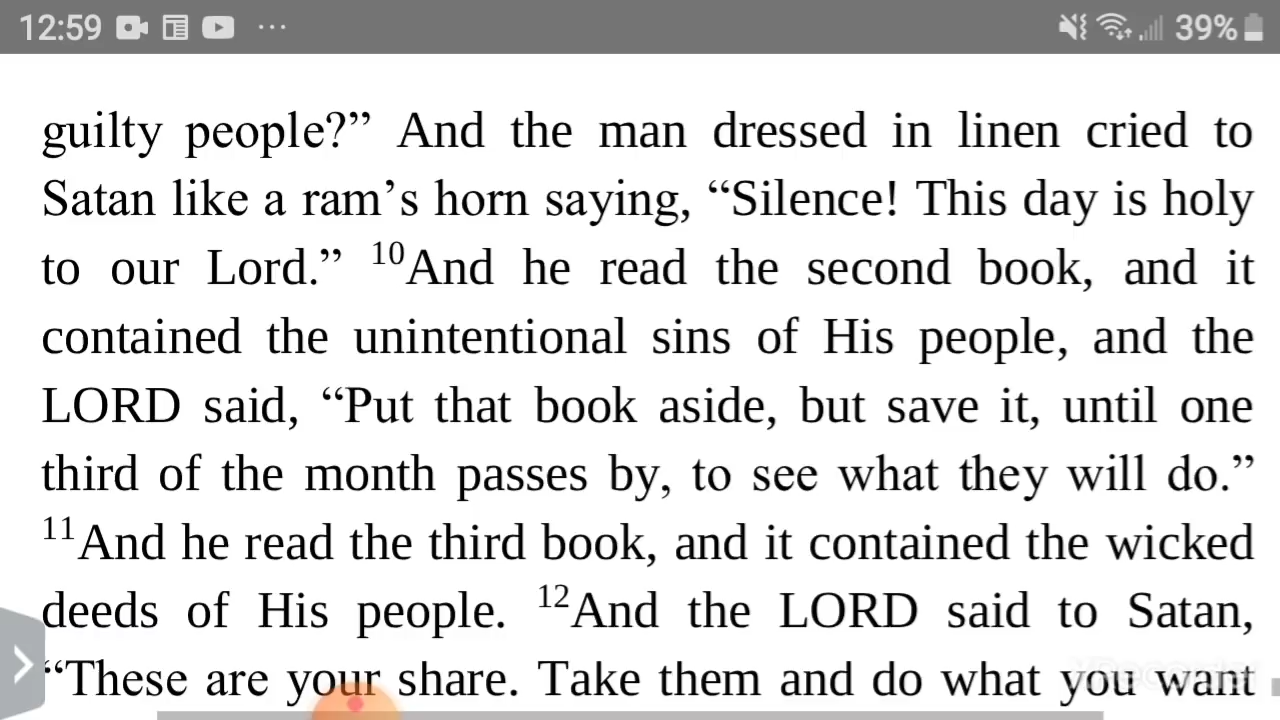 12:59 ... 39%
guilty people?” And the man dressed in linen cried to
Satan like a ram’s horn saying, “Silence! This day is holy
to our Lord.” 10And he read the second book, and it
contained the unintentional sins of His people, and the
LORD said, “Put that book aside, but save it, until one
third of the month passes by, to see what they will do.”
11And he read the third book, and it contained the wicked
deeds of His people. 12And the LORD said to Satan,
“These are your share. Take them and do what you want